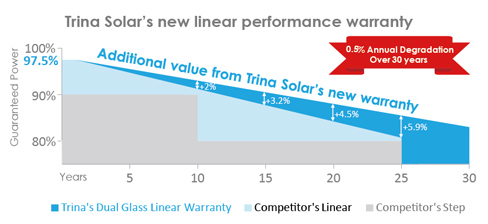 Trina Solar's new linear performance warranty
0.5% Annual Degradation
Over 30 years
Guaranteed Power
100%
97.5%
90%
80%
Additional value from Trina Solar's new warranty
+2%
+3.2%
+4.5%
+5.9%
Years 5 10 15 20 25 30
Trina's Dual Glass Linear Warranty Competitor's Linear Competitor's Step